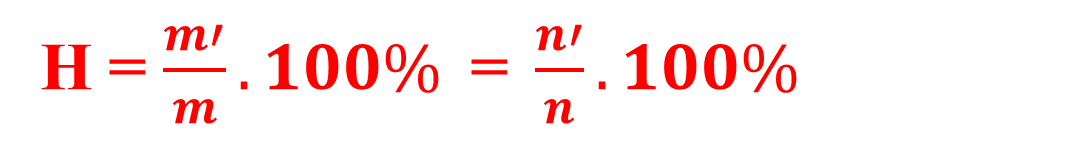 H = m′/m . 100% = n′/n . 100%